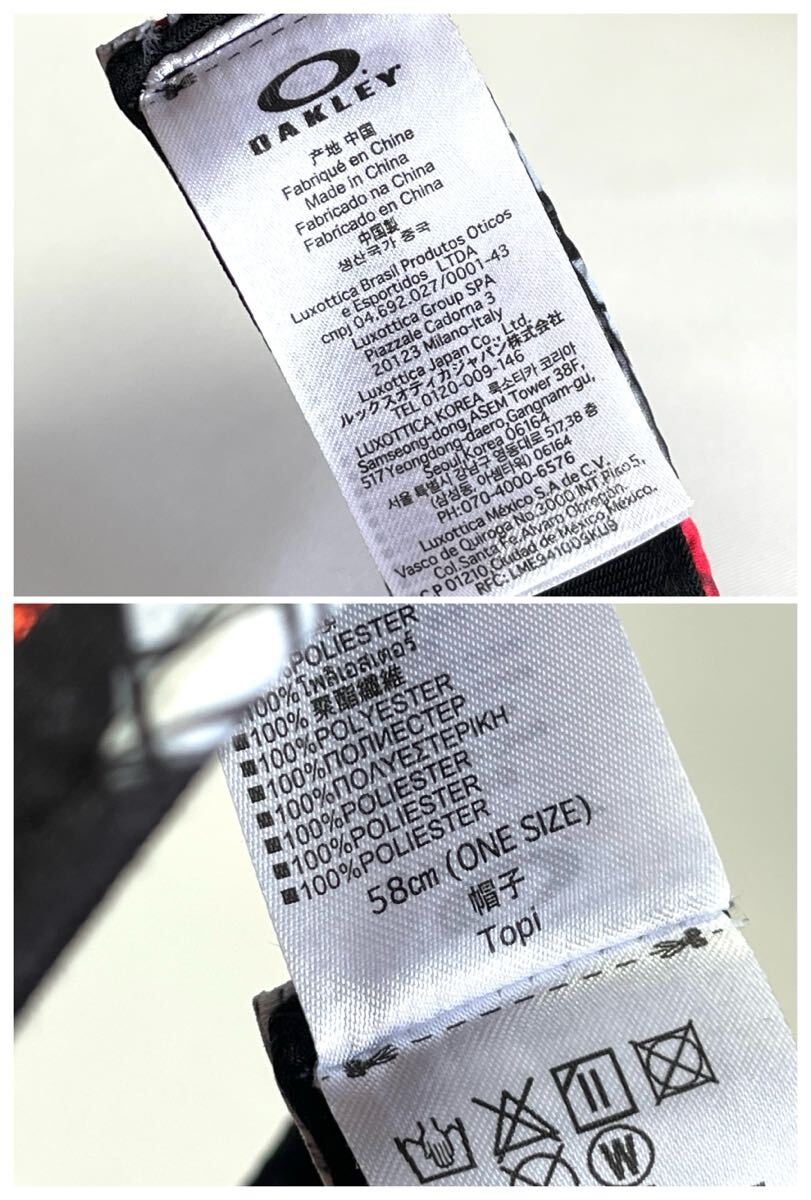 OAKLEY
产地 中国
Fabriqué en Chine
Made in China
Fabricado na China
Fabricado en China
中国製
생산국가 중국
Luxottica Brasil Produtos Oticos
e Esportidos LTDA
cnpj 04.692.027/0001-43
Luxottica Group SPA
Piazzale Cadorna 3
20123 Milano-Italy
Luxottica Japan Co., Ltd.
ルックスオティカジャパン株式会社
TEL 0120-009-146
LUXOTTICA KOREA 룩소티카 코리아
Samseong-dong,ASEM Tower 38F,
517Yeongdong-daero,Gangnam-gu,
Seoul,Korea 06164
서울 특별시 강남구 영동대로 517,38 층
(삼성동, 아셈타워) 06164
PH:070-4000-6576
Luxottica México S.A de C.V.
Vasco de Quiroga No.3000 INT.Piso5,
Col.Santa Fe,Alvaro Obregón.
C.P 01210,Ciudad de México,México.
RFC: LME941009KU9
%POLIESTER
100% โพลิเอสเตอร์
■100% 聚酯纖維
■100%POLYESTER
■100%ПОЛИЕСТЕР
■100%ΠΟΛΥΕΣΤΕΡΙΚΗ
■100%POLIESTER
■100%POLIESTER
■100%POLIESTER
58cm (ONE SIZE)
帽子
Topi
W